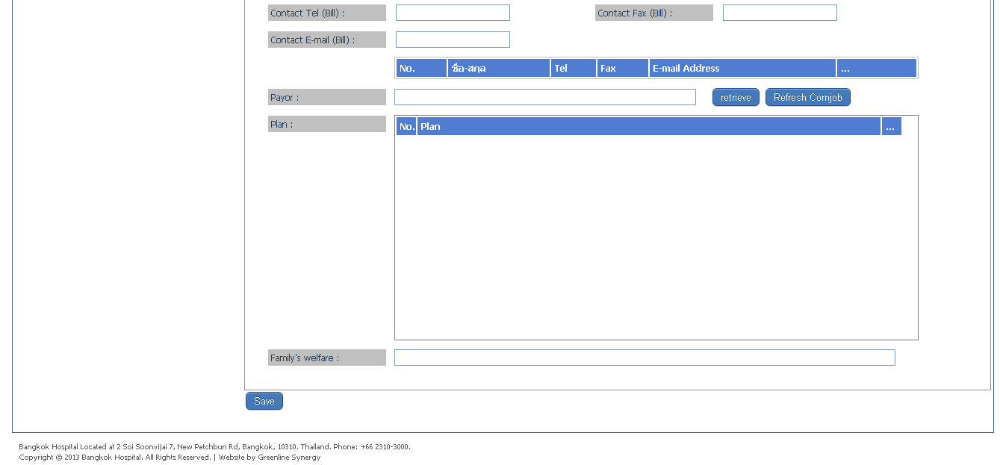 Contact Tel (Bill) : Contact Fax (Bill) :
Contact E-mail (Bill) :
No. ชื่อ-สกุล Tel Fax E-mail Address ...
Payor : retrieve Refresh Cornjob
Plan : No. Plan ...
Family's welfare :
Save
Bangkok Hospital Located at 2 Soi Soonvijai 7, New Petchburi Rd, Bangkok, 10310. Thailand. Phone: +66 2310-3000.
Copyright © 2013 Bangkok Hospital. All Rights Reserved. | Website by Greenline Synergy